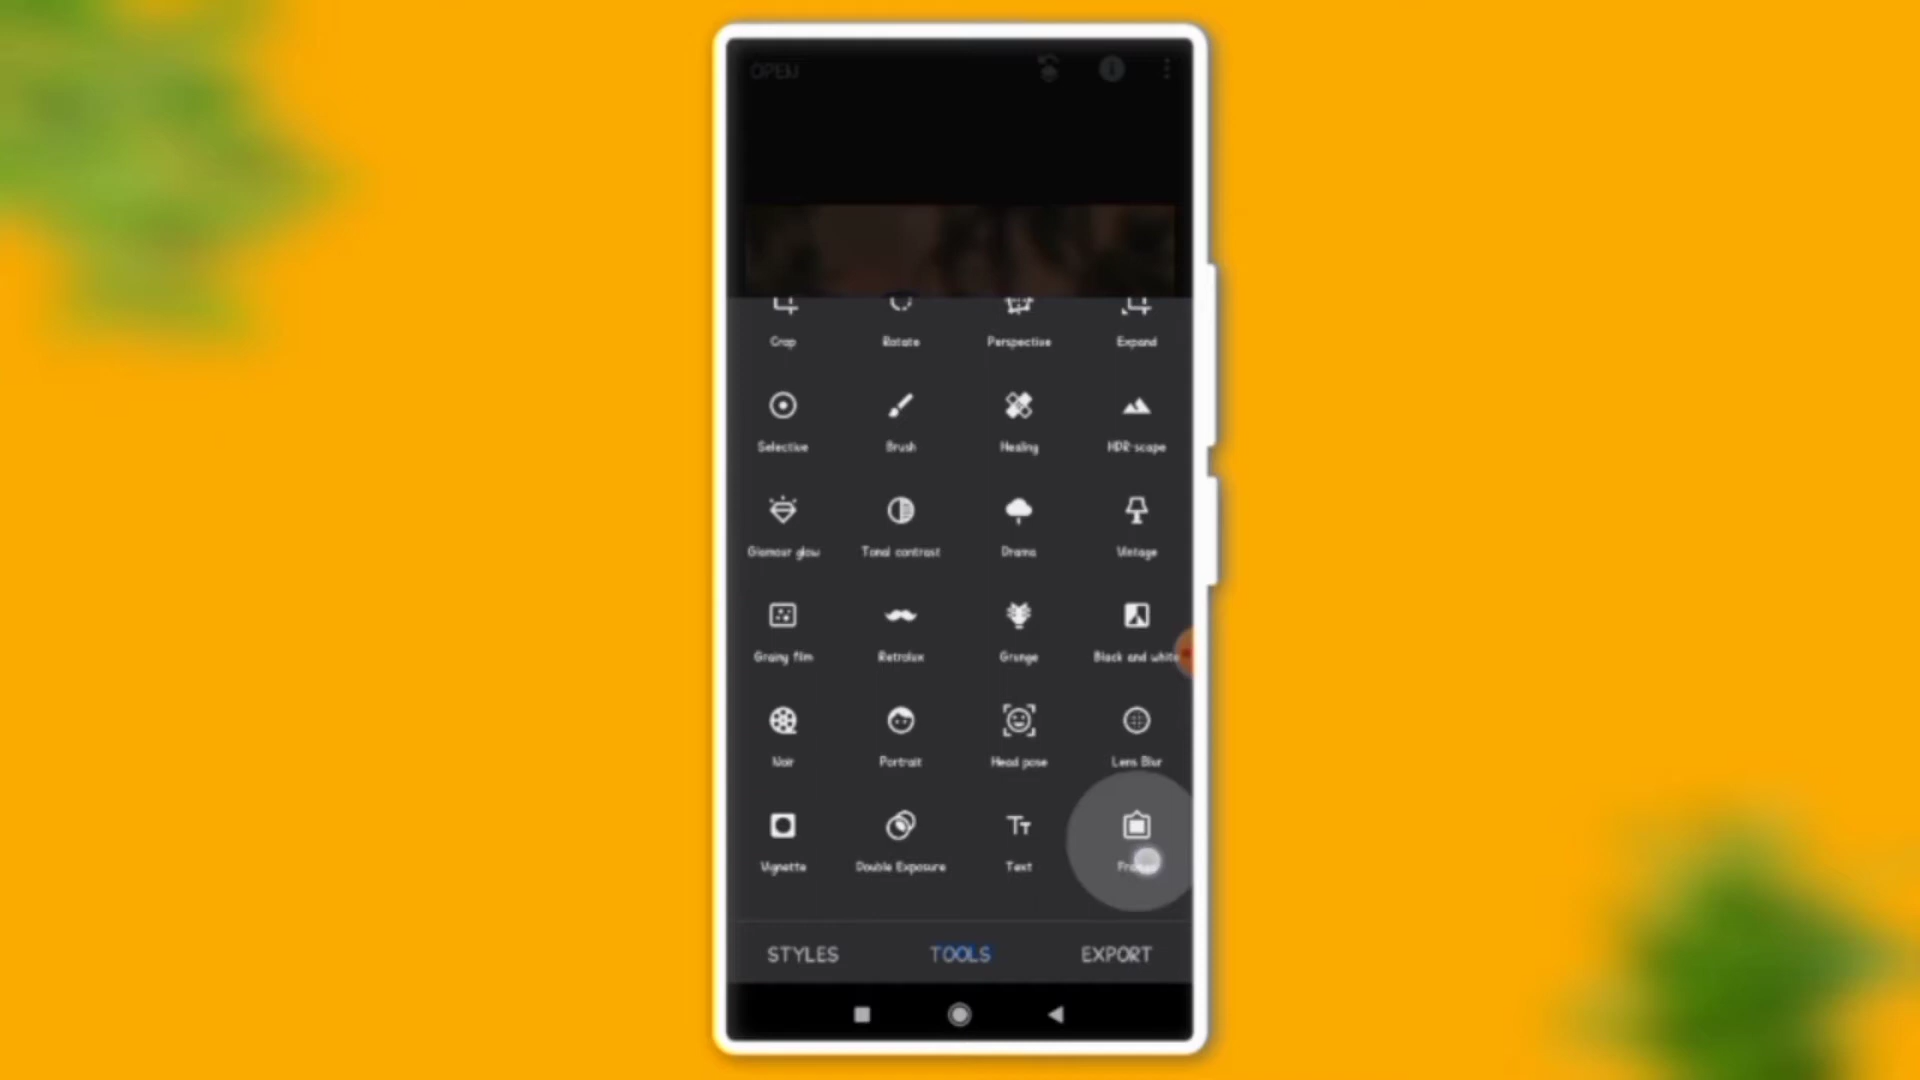 OPEN
Crop Rotate Perspective Expand
Selective Brush Healing HDR-scape
Glamour glow Tonal contrast Drama Vintage
Grainy film Retrolux Grunge Black and white
Noir Portrait Head pose Lens Blur
Vignette Double Exposure Text
STYLES TOOLS EXPORT